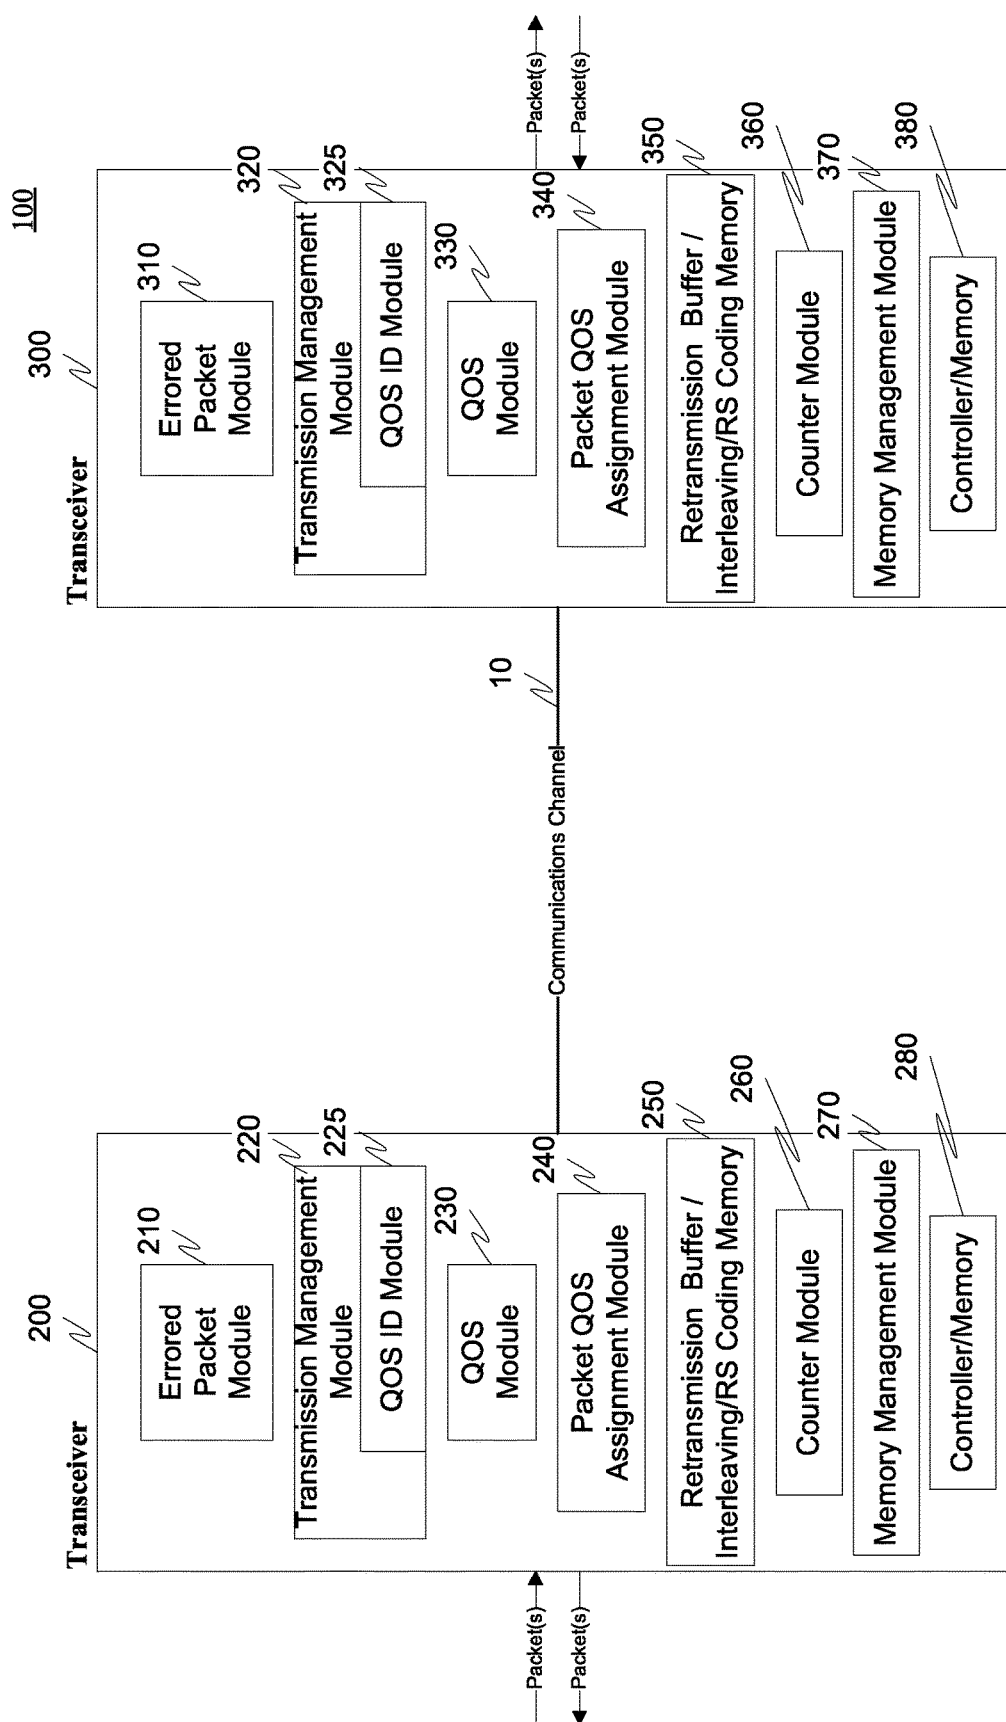 100
Transceiver
200
Errored
Packet
Module
210
Transmission Management
Module
220
QOS ID Module
225
QOS
Module
230
Packet QOS
Assignment Module
240
Retransmission Buffer /
Interleaving/RS Coding Memory
250
Counter Module
260
Memory Management Module
270
Controller/Memory
280
Packet(s)
Packet(s)
Communications Channel
10
Transceiver
300
Errored
Packet
Module
310
Transmission Management
Module
320
QOS ID Module
325
QOS
Module
330
Packet QOS
Assignment Module
340
Retransmission Buffer /
Interleaving/RS Coding Memory
350
Counter Module
360
Memory Management Module
370
Controller/Memory
380
Packet(s)
Packet(s)